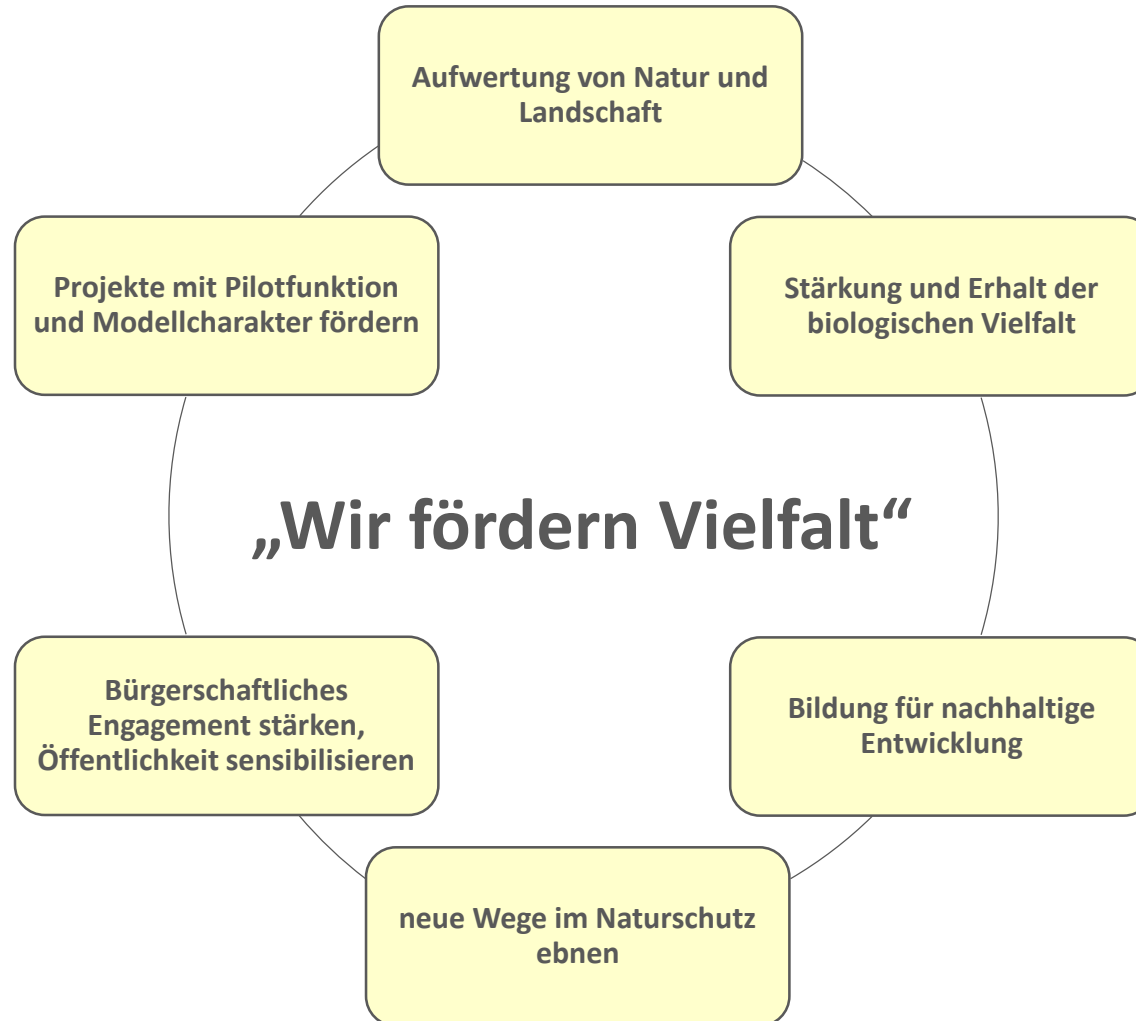 Aufwertung von Natur und
Landschaft
Projekte mit Pilotfunktion
und Modellcharakter fördern
Stärkung und Erhalt der
biologischen Vielfalt
„Wir fördern Vielfalt“
Bürgerschaftliches
Engagement stärken,
Öffentlichkeit sensibilisieren
Bildung für nachhaltige
Entwicklung
neue Wege im Naturschutz
ebnen